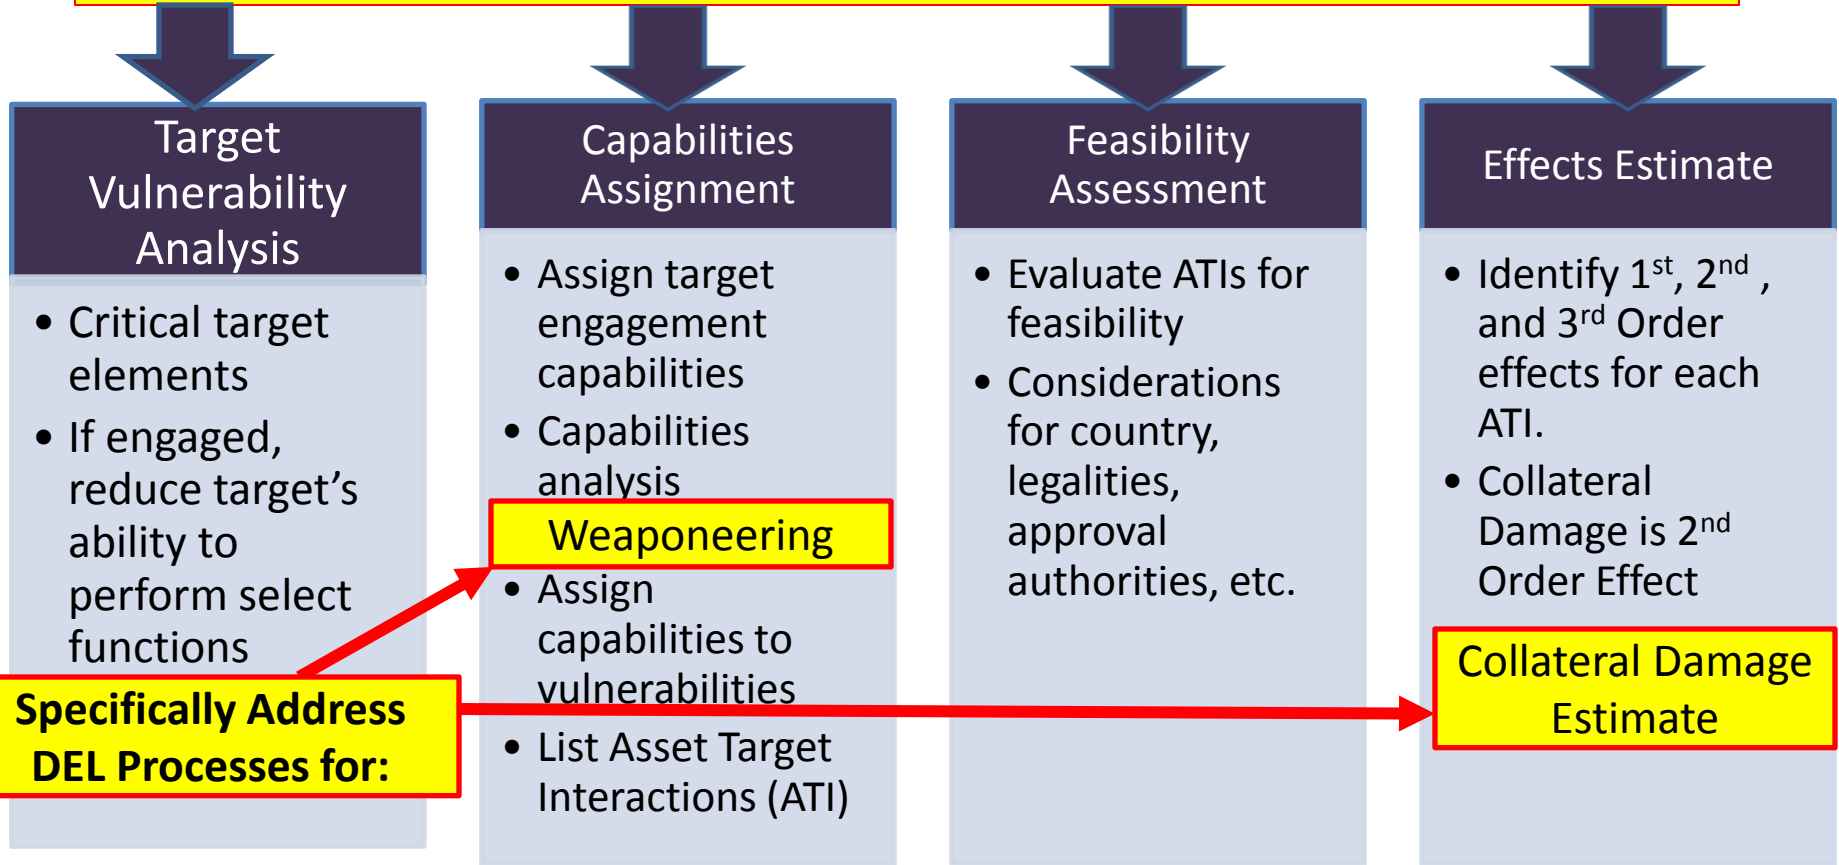 Target
Vulnerability
Analysis
• Critical target
elements
• If engaged,
reduce target’s
ability to
perform select
functions
Specifically Address
DEL Processes for:
Capabilities
Assignment
• Assign target
engagement
capabilities
• Capabilities
analysis
Weaponeering
• Assign
capabilities to
vulnerabilities
• List Asset Target
Interactions (ATI)
Feasibility
Assessment
• Evaluate ATIs for
feasibility
• Considerations
for country,
legalities,
approval
authorities, etc.
Effects Estimate
• Identify 1st, 2nd ,
and 3rd Order
effects for each
ATI.
• Collateral
Damage is 2nd
Order Effect
Collateral Damage
Estimate